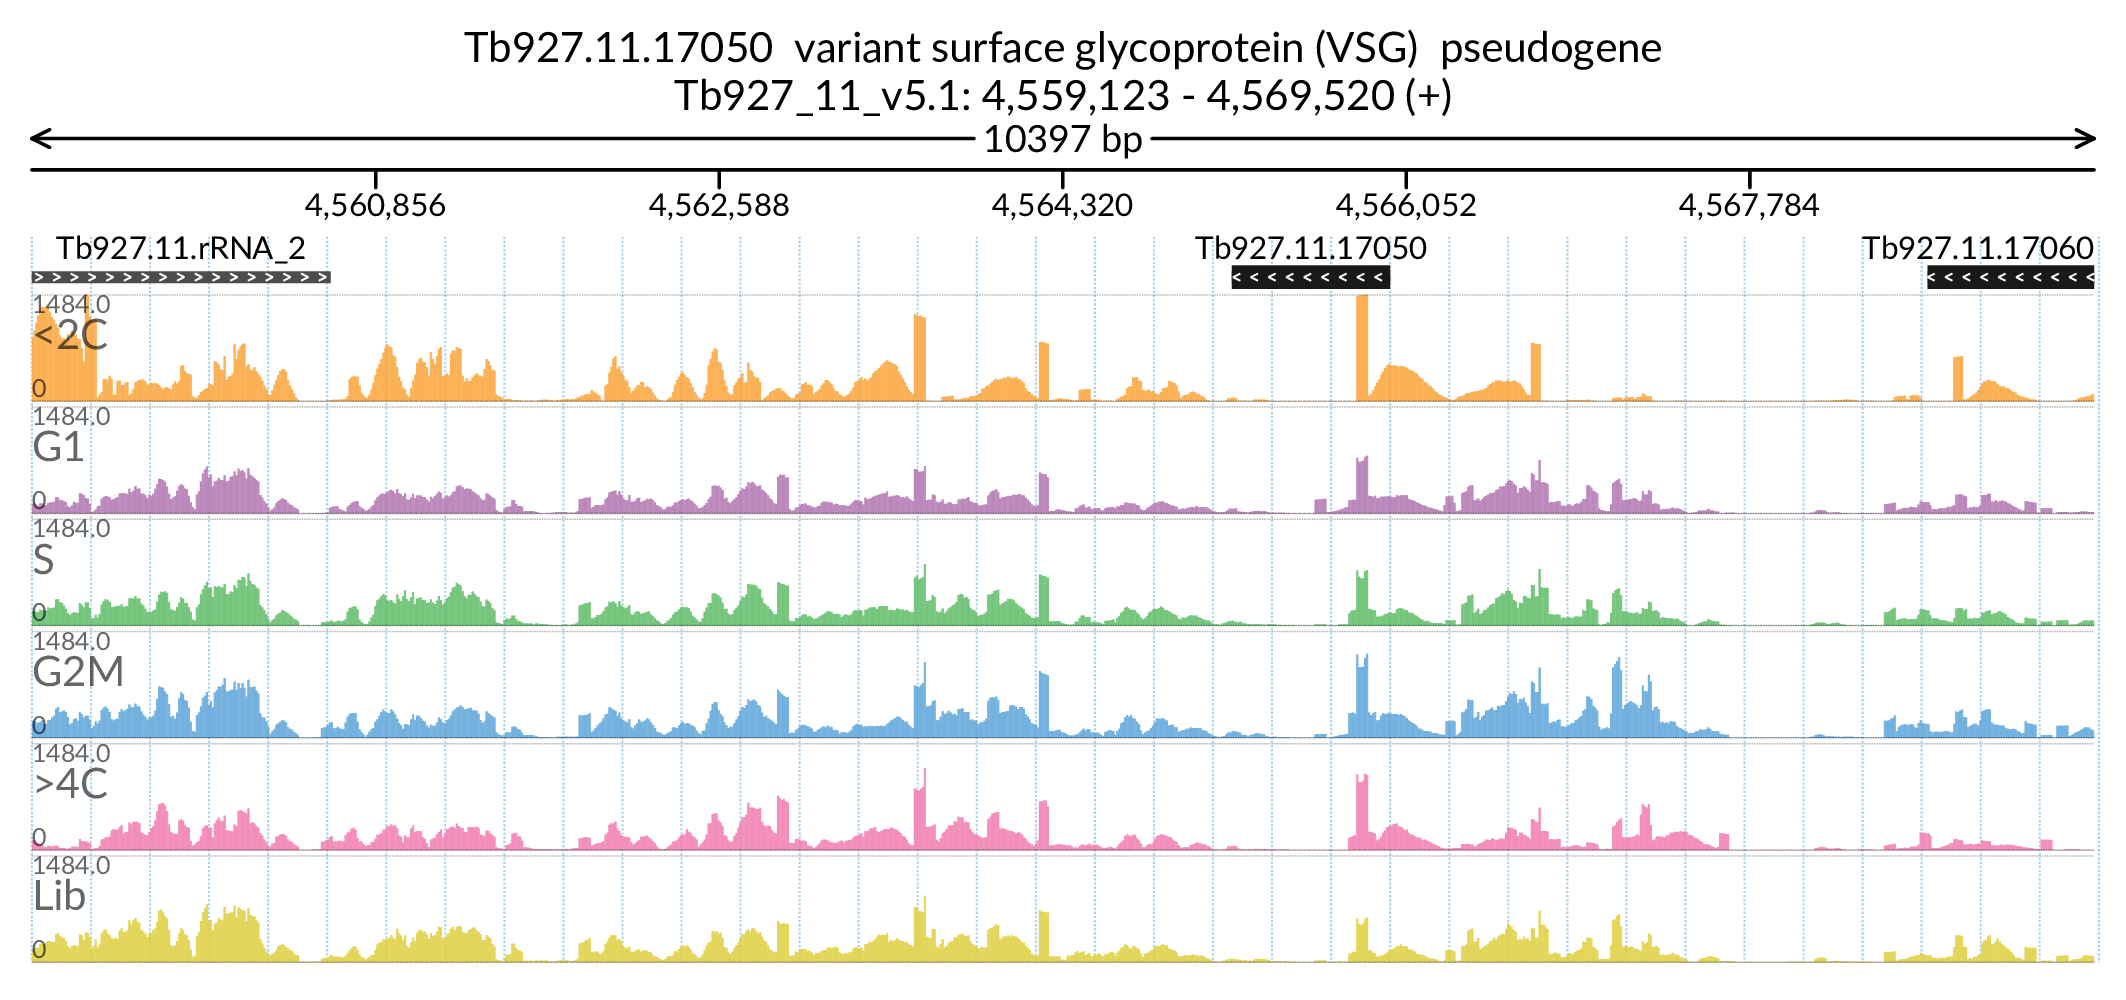 Tb927.11.17050 variant surface glycoprotein (VSG) pseudogene
Tb927_11_v5.1: 4,559,123 - 4,569,520 (+)
10397 bp
4,560,856 4,562,588 4,564,320 4,566,052 4,567,784
Tb927.11.rRNA_2 Tb927.11.17050 Tb927.11.17060
1484.0
<2C
0
1484.0
G1
0
1484.0
S
0
1484.0
G2M
0
1484.0
>4C
0
1484.0
Lib
0